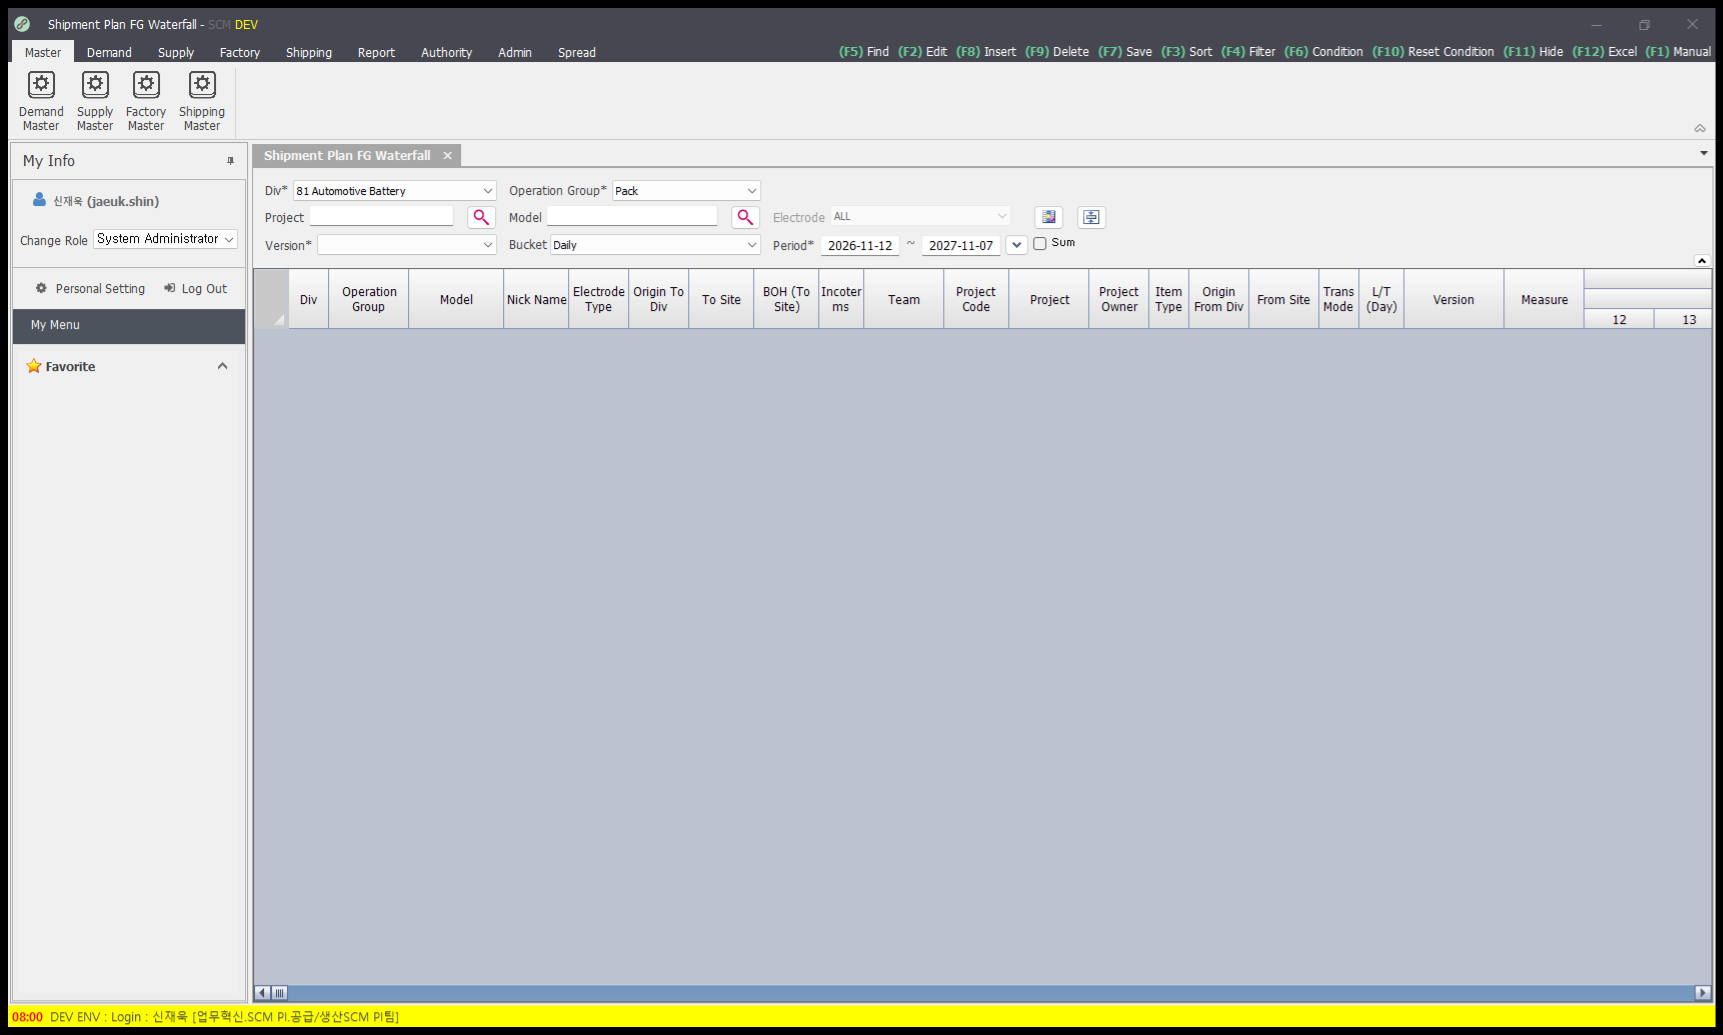 Shipment Plan FG Waterfall - SCM DEV
Master Demand Supply Factory Shipping Report Authority Admin Spread (F5) Find (F2) Edit (F8) Insert (F9) Delete (F7) Save (F3) Sort (F4) Filter (F6) Condition (F10) Reset Condition (F11) Hide (F12) Excel (F1) Manual
Demand Master
Supply Master
Factory Master
Shipping Master
My Info
신재욱 (jaeuk.shin)
Change Role System Administrator
Personal Setting Log Out
My Menu
Favorite
Shipment Plan FG Waterfall
Div* 81 Automotive Battery Operation Group* Pack
Project Model Electrode ALL
Version* Bucket Daily Period* 2026-11-12 ~ 2027-11-07 Sum
Div
Operation Group
Model
Nick Name
Electrode Type
Origin To Div
To Site
BOH (To Site)
Incoter ms
Team
Project Code
Project
Project Owner
Item Type
Origin From Div
From Site
Trans Mode
L/T (Day)
Version
Measure
12 13
08:00 DEV ENV : Login : 신재욱 [업무혁신.SCM PI.공급/생산SCM PI팀]